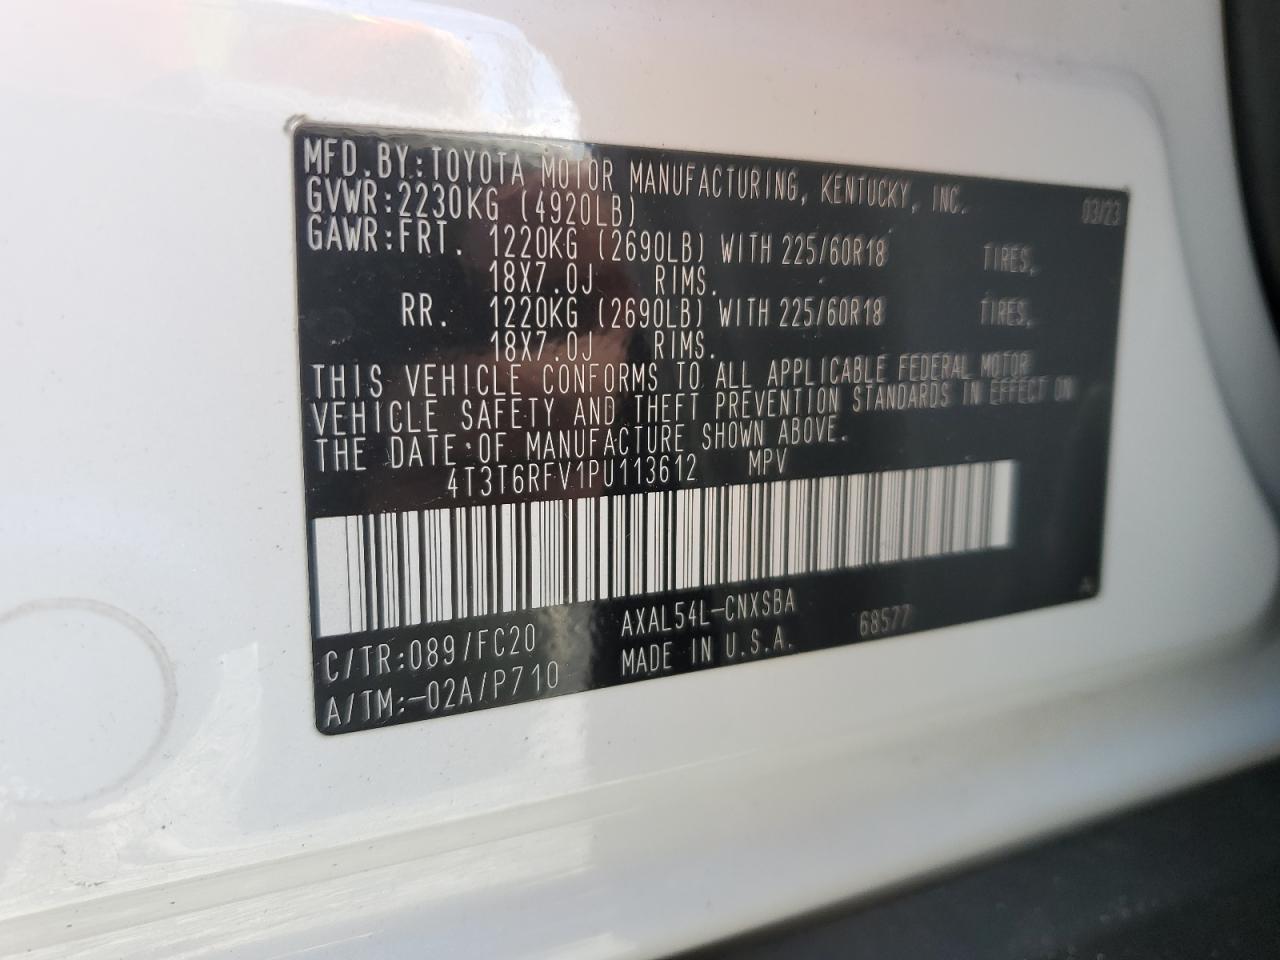 MFD.BY:TOYOTA MOTOR MANUFACTURING, KENTUCKY, INC. 03/23
GVWR:2230KG (4920LB)
GAWR:FRT. 1220KG (2690LB) WITH 225/60R18 TIRES,
18X7.0J RIMS.
RR. 1220KG (2690LB) WITH 225/60R18 TIRES,
18X7.0J RIMS.
THIS VEHICLE CONFORMS TO ALL APPLICABLE FEDERAL MOTOR
VEHICLE SAFETY AND THEFT PREVENTION STANDARDS IN EFFECT ON
THE DATE OF MANUFACTURE SHOWN ABOVE.
4T3T6RFV1PU113612 MPV
C/TR:089/FC20 AXAL54L-CNXSBA 68577
A/TM:-02A/P710 MADE IN U.S.A.